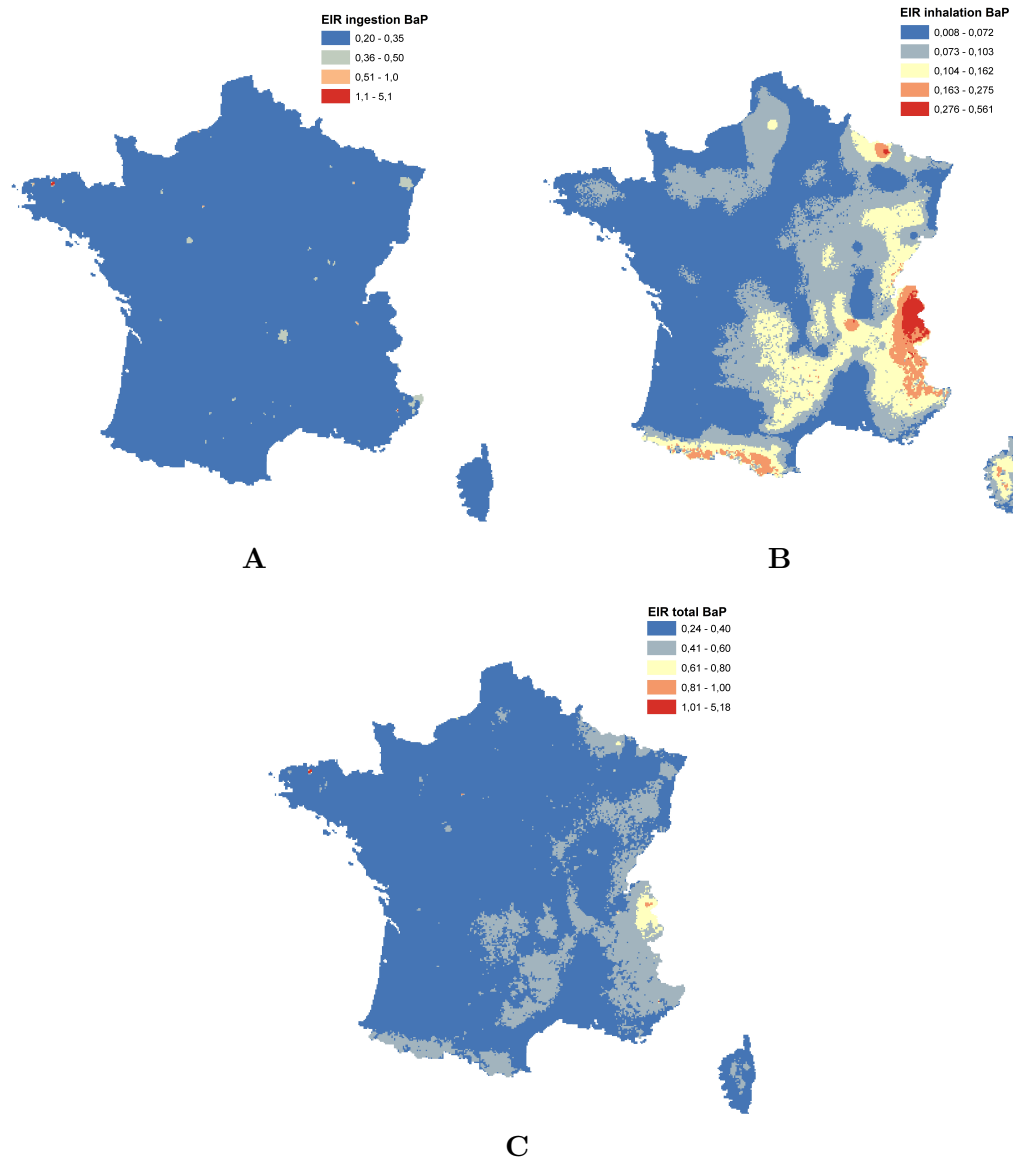 EIR ingestion BaP
0,20 - 0,35
0,36 - 0,50
0,51 - 1,0
1,1 - 5,1
A
EIR inhalation BaP
0,008 - 0,072
0,073 - 0,103
0,104 - 0,162
0,163 - 0,275
0,276 - 0,561
B
EIR total BaP
0,24 - 0,40
0,41 - 0,60
0,61 - 0,80
0,81 - 1,00
1,01 - 5,18
C